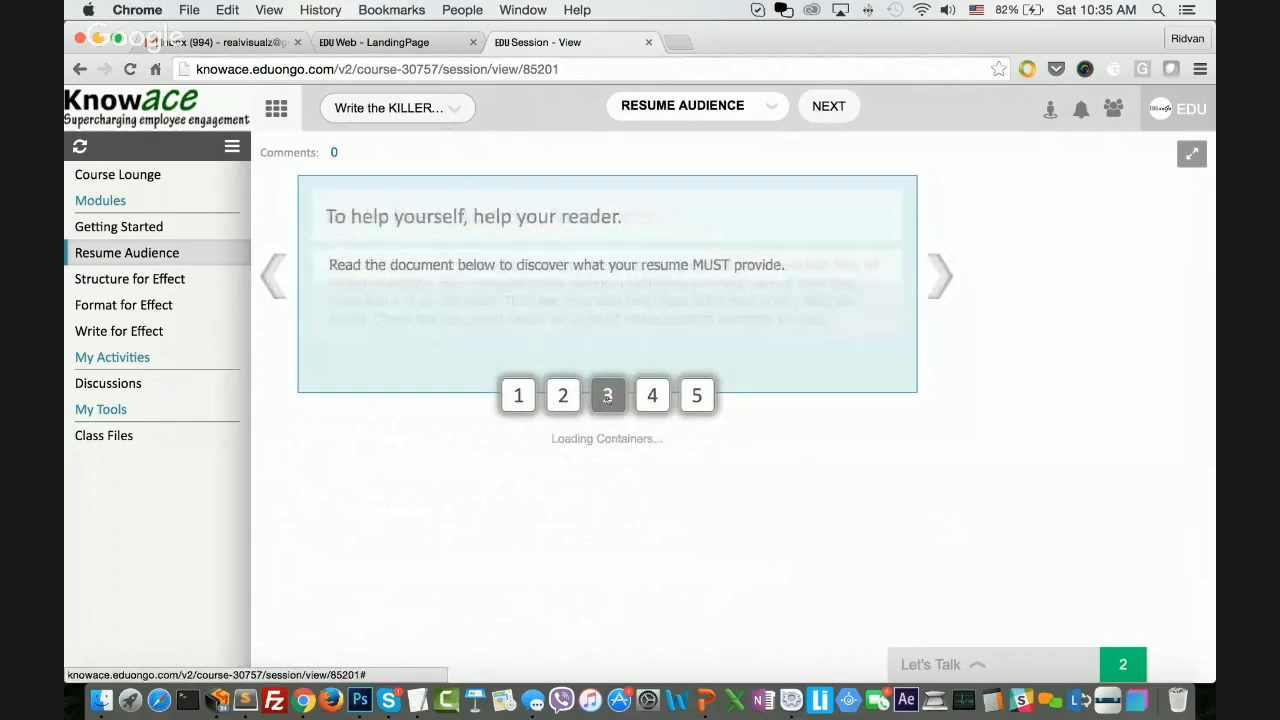 Chrome File Edit View History Bookmarks People Window Help 82% Sat 10:35 AM
Google
Inbox (994) - realvisualz@g EDU Web - LandingPage EDU Session - View Ridvan
knowace.eduongo.com/v2/course-30757/session/view/85201
KnowACE
Supercharging employee engagement
Write the KILLER... RESUME AUDIENCE NEXT EDU
Comments: 0
Course Lounge
Modules
Getting Started
Resume Audience
Structure for Effect
Format for Effect
Write for Effect
My Activities
Discussions
My Tools
Class Files
To help yourself, help your reader.
Read the document below to discover what your resume MUST provide.
1 2 3 4 5
Loading Containers...
Let's Talk 2
knowace.eduongo.com/v2/course-30757/session/view/85201#